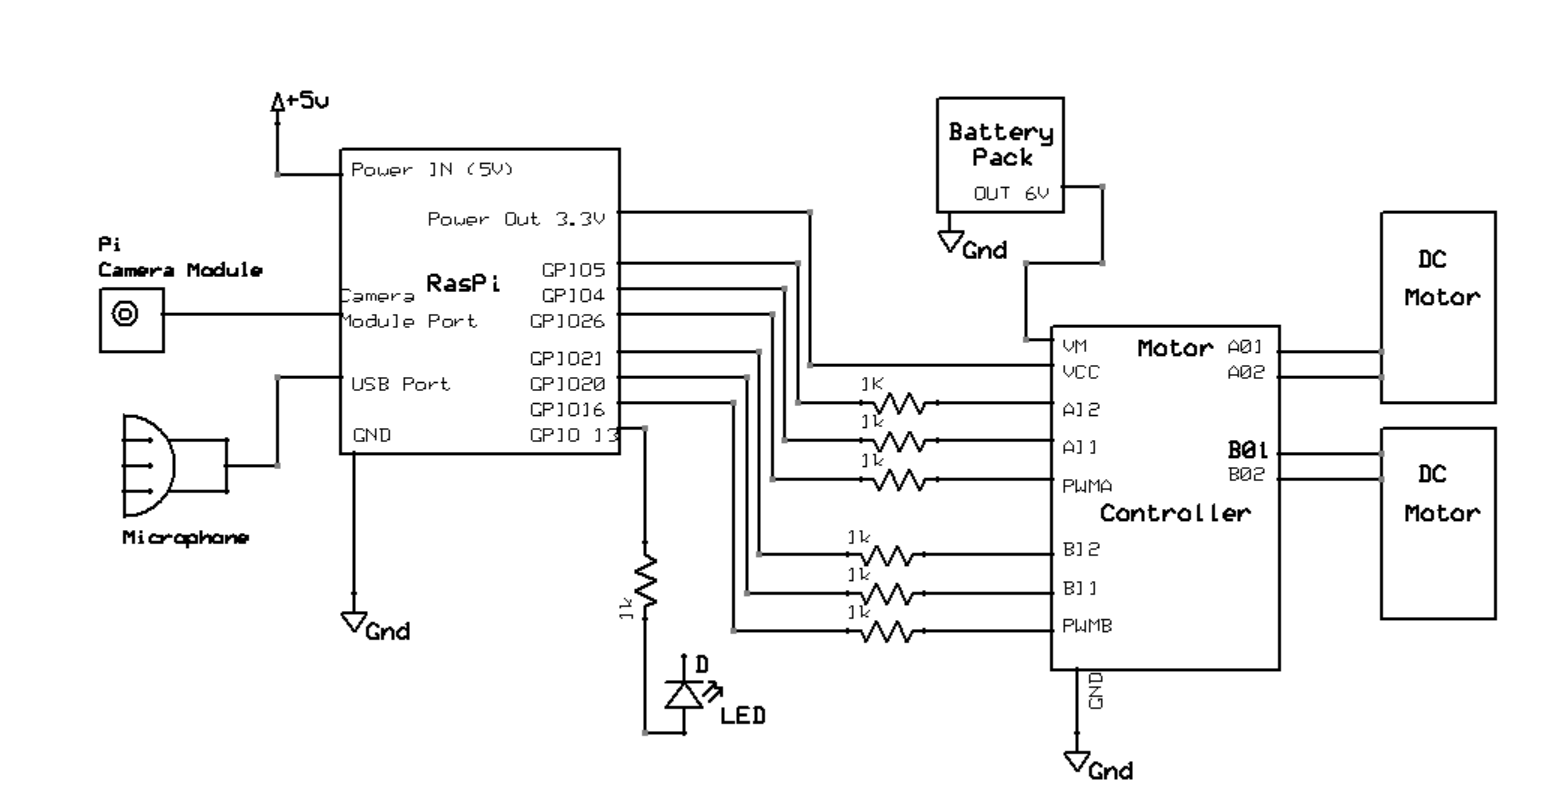 +5v
Power IN (5V)
Power Out 3.3V
Pi
Camera Module
RasPi
Camera
Module Port
USB Port
GND
GPIO5
GPIO4
GPIO26
GPIO21
GPIO20
GPIO16
GPIO 13
Microphone
Gnd
1k
D
LED
Battery
Pack
OUT 6V
Gnd
1K
1k
1k
1k
1k
1k
VM
VCC
AI2
AI1
PWMA
BI2
BI1
PWMB
Motor
Controller
A01
A02
B01
B02
GND
Gnd
DC
Motor
DC
Motor